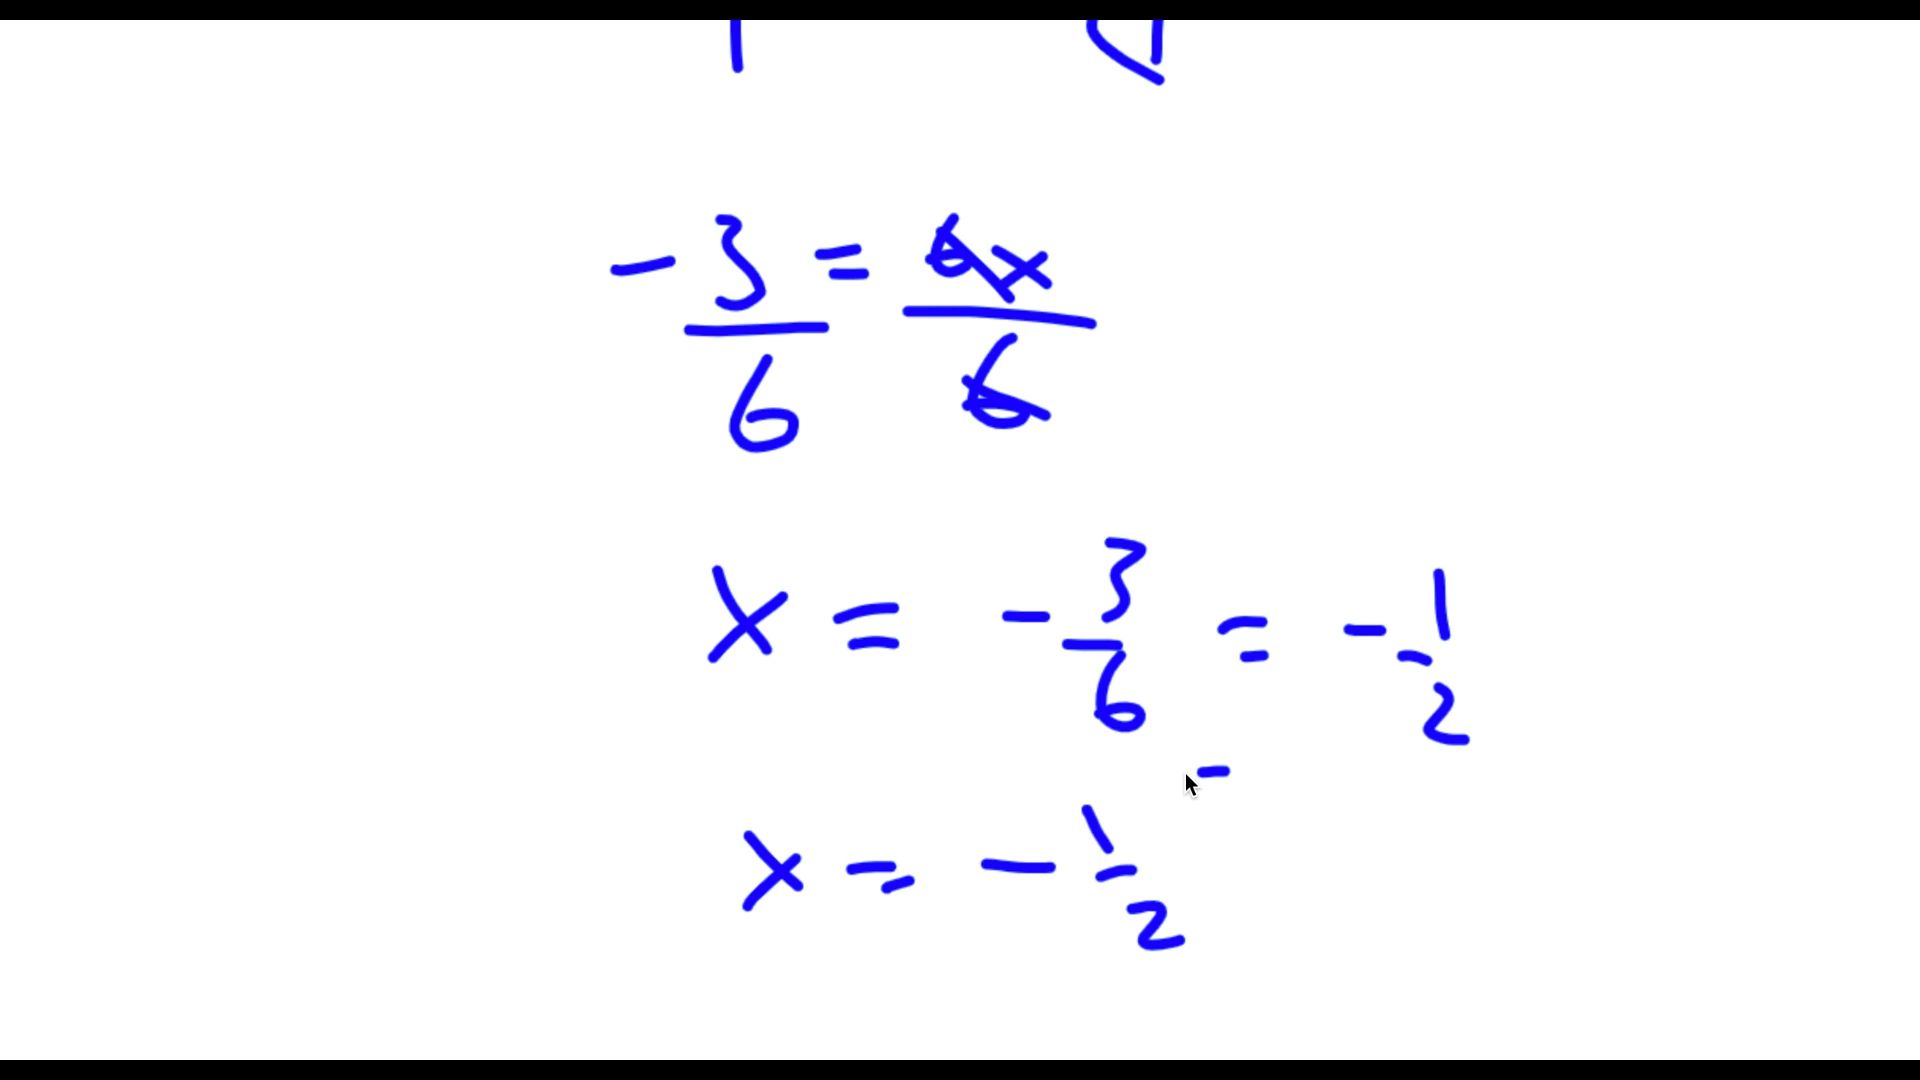 -3/6 = 6x/6
x = -3/6 = -1/2
x = -1/2